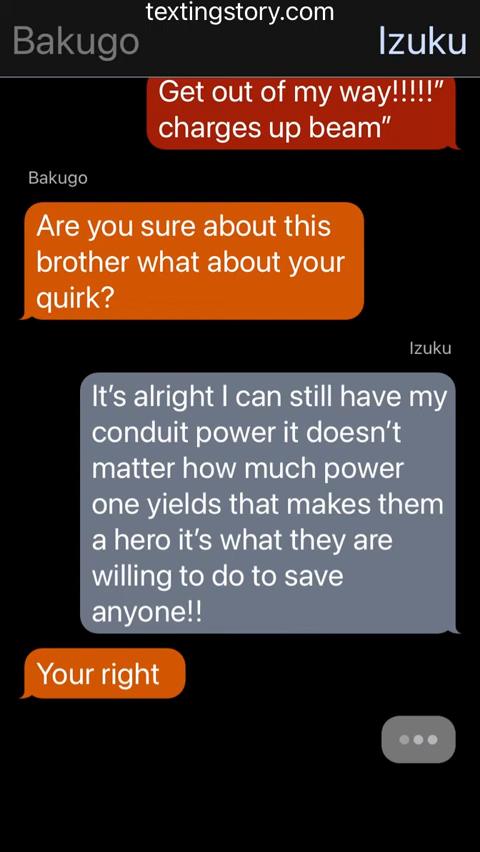 textingstory.com
Bakugo
Izuku
Get out of my way!!!!!”
charges up beam”
Bakugo
Are you sure about this
brother what about your
quirk?
Izuku
It’s alright I can still have my
conduit power it doesn’t
matter how much power
one yields that makes them
a hero it’s what they are
willing to do to save
anyone!!
Your right